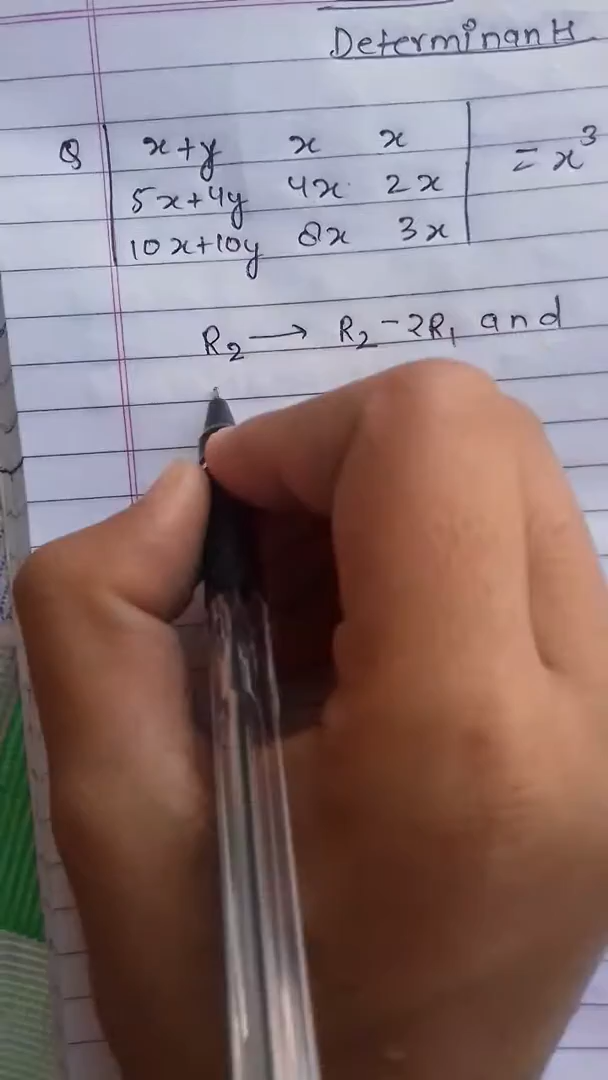 Determinants
Q | x+y x x | = x³
| 5x+4y 4x 2x |
| 10x+10y 8x 3x |
R₂ → R₂ - 2R₁ and